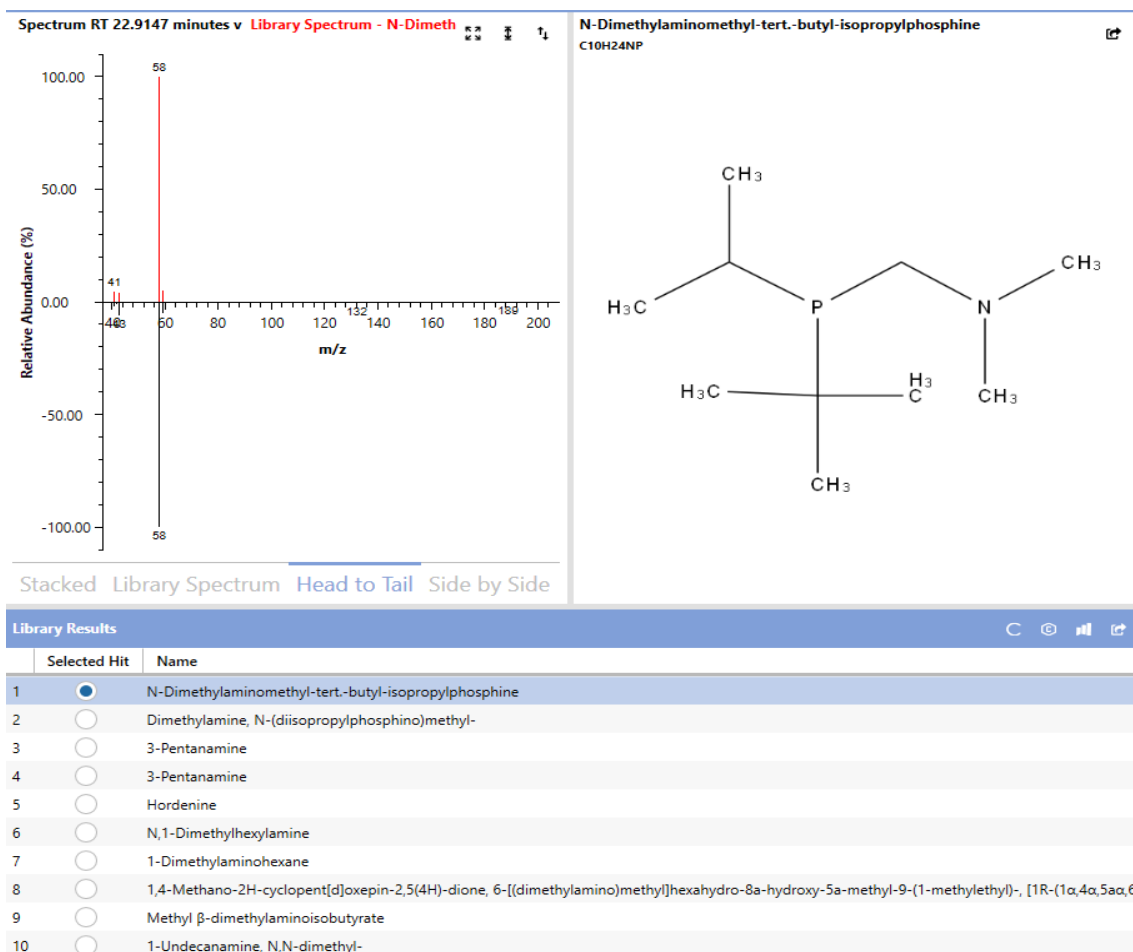 Spectrum RT 22.9147 minutes v Library Spectrum - N-Dimeth
N-Dimethylaminomethyl-tert.-butyl-isopropylphosphine
C10H24NP
58
100.00
50.00
41
0.00
132
189
43
60
80
100
120
140
160
180
200
m/z
Relative Abundance (%)
-50.00
-100.00
58
CH3
CH3
H3C
P
N
H3C
H3
C
CH3
CH3
Stacked Library Spectrum Head to Tail Side by Side
Library Results
Selected Hit Name
1 N-Dimethylaminomethyl-tert.-butyl-isopropylphosphine
2 Dimethylamine, N-(diisopropylphosphino)methyl-
3 3-Pentanamine
4 3-Pentanamine
5 Hordenine
6 N,1-Dimethylhexylamine
7 1-Dimethylaminohexane
8 1,4-Methano-2H-cyclopent[d]oxepin-2,5(4H)-dione, 6-[(dimethylamino)methyl]hexahydro-8a-hydroxy-5a-methyl-9-(1-methylethyl)-, [1R-(1α,4α,5aα,6
9 Methyl β-dimethylaminoisobutyrate
10 1-Undecanamine, N,N-dimethyl-